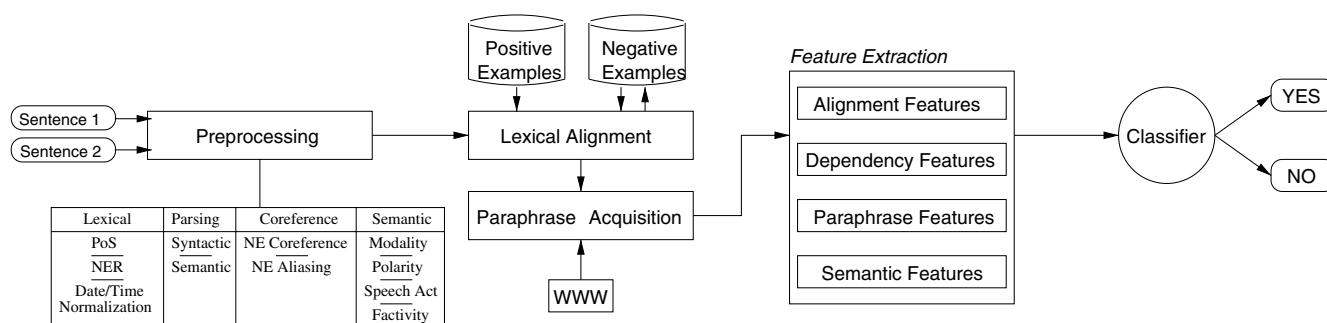 Sentence 1
Sentence 2
Preprocessing
Lexical
PoS
NER
Date/Time
Normalization
Parsing
Syntactic
Semantic
Coreference
NE Coreference
NE Aliasing
Semantic
Modality
Polarity
Speech Act
Factivity
Positive
Examples
Negative
Examples
Lexical Alignment
Paraphrase Acquisition
WWW
Feature Extraction
Alignment Features
Dependency Features
Paraphrase Features
Semantic Features
Classifier
YES
NO